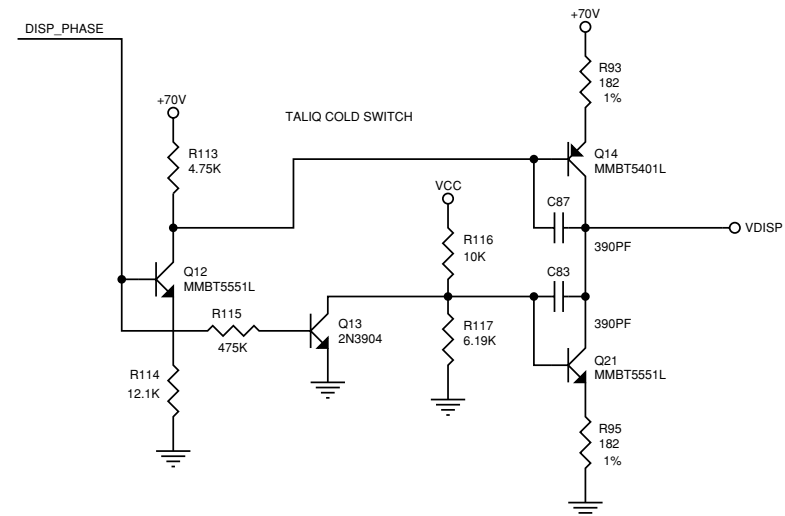 DISP_PHASE
+70V
+70V
R93
182
1%
TALIQ COLD SWITCH
R113
4.75K
Q14
MMBT5401L
VCC
C87
VDISP
R116
10K
390PF
Q12
MMBT5551L
C83
R115
475K
Q13
2N3904
R117
6.19K
390PF
Q21
MMBT5551L
R114
12.1K
R95
182
1%